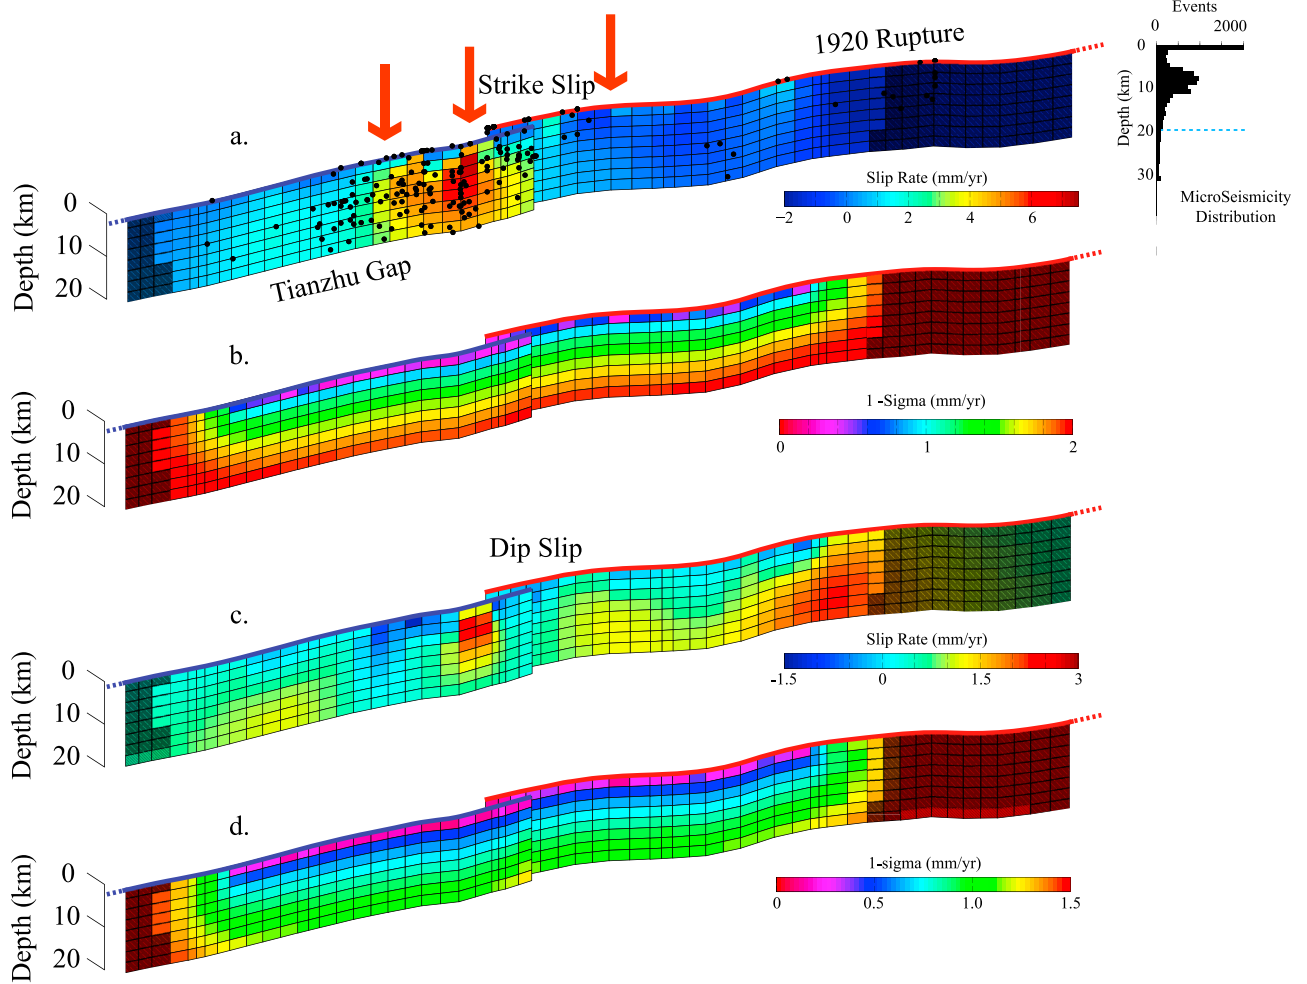 Events
0 2000
1920 Rupture
Strike Slip
a.
0
10
20
30
Depth (km)
Slip Rate (mm/yr)
−2 0 2 4 6
MicroSeismicity
Distribution
0
10
20
Depth (km)
Tianzhu Gap
b.
0
10
20
Depth (km)
1 -Sigma (mm/yr)
0 1 2
Dip Slip
c.
0
10
20
Depth (km)
Slip Rate (mm/yr)
-1.5 0 1.5 3
d.
0
10
20
Depth (km)
1-sigma (mm/yr)
0 0.5 1.0 1.5